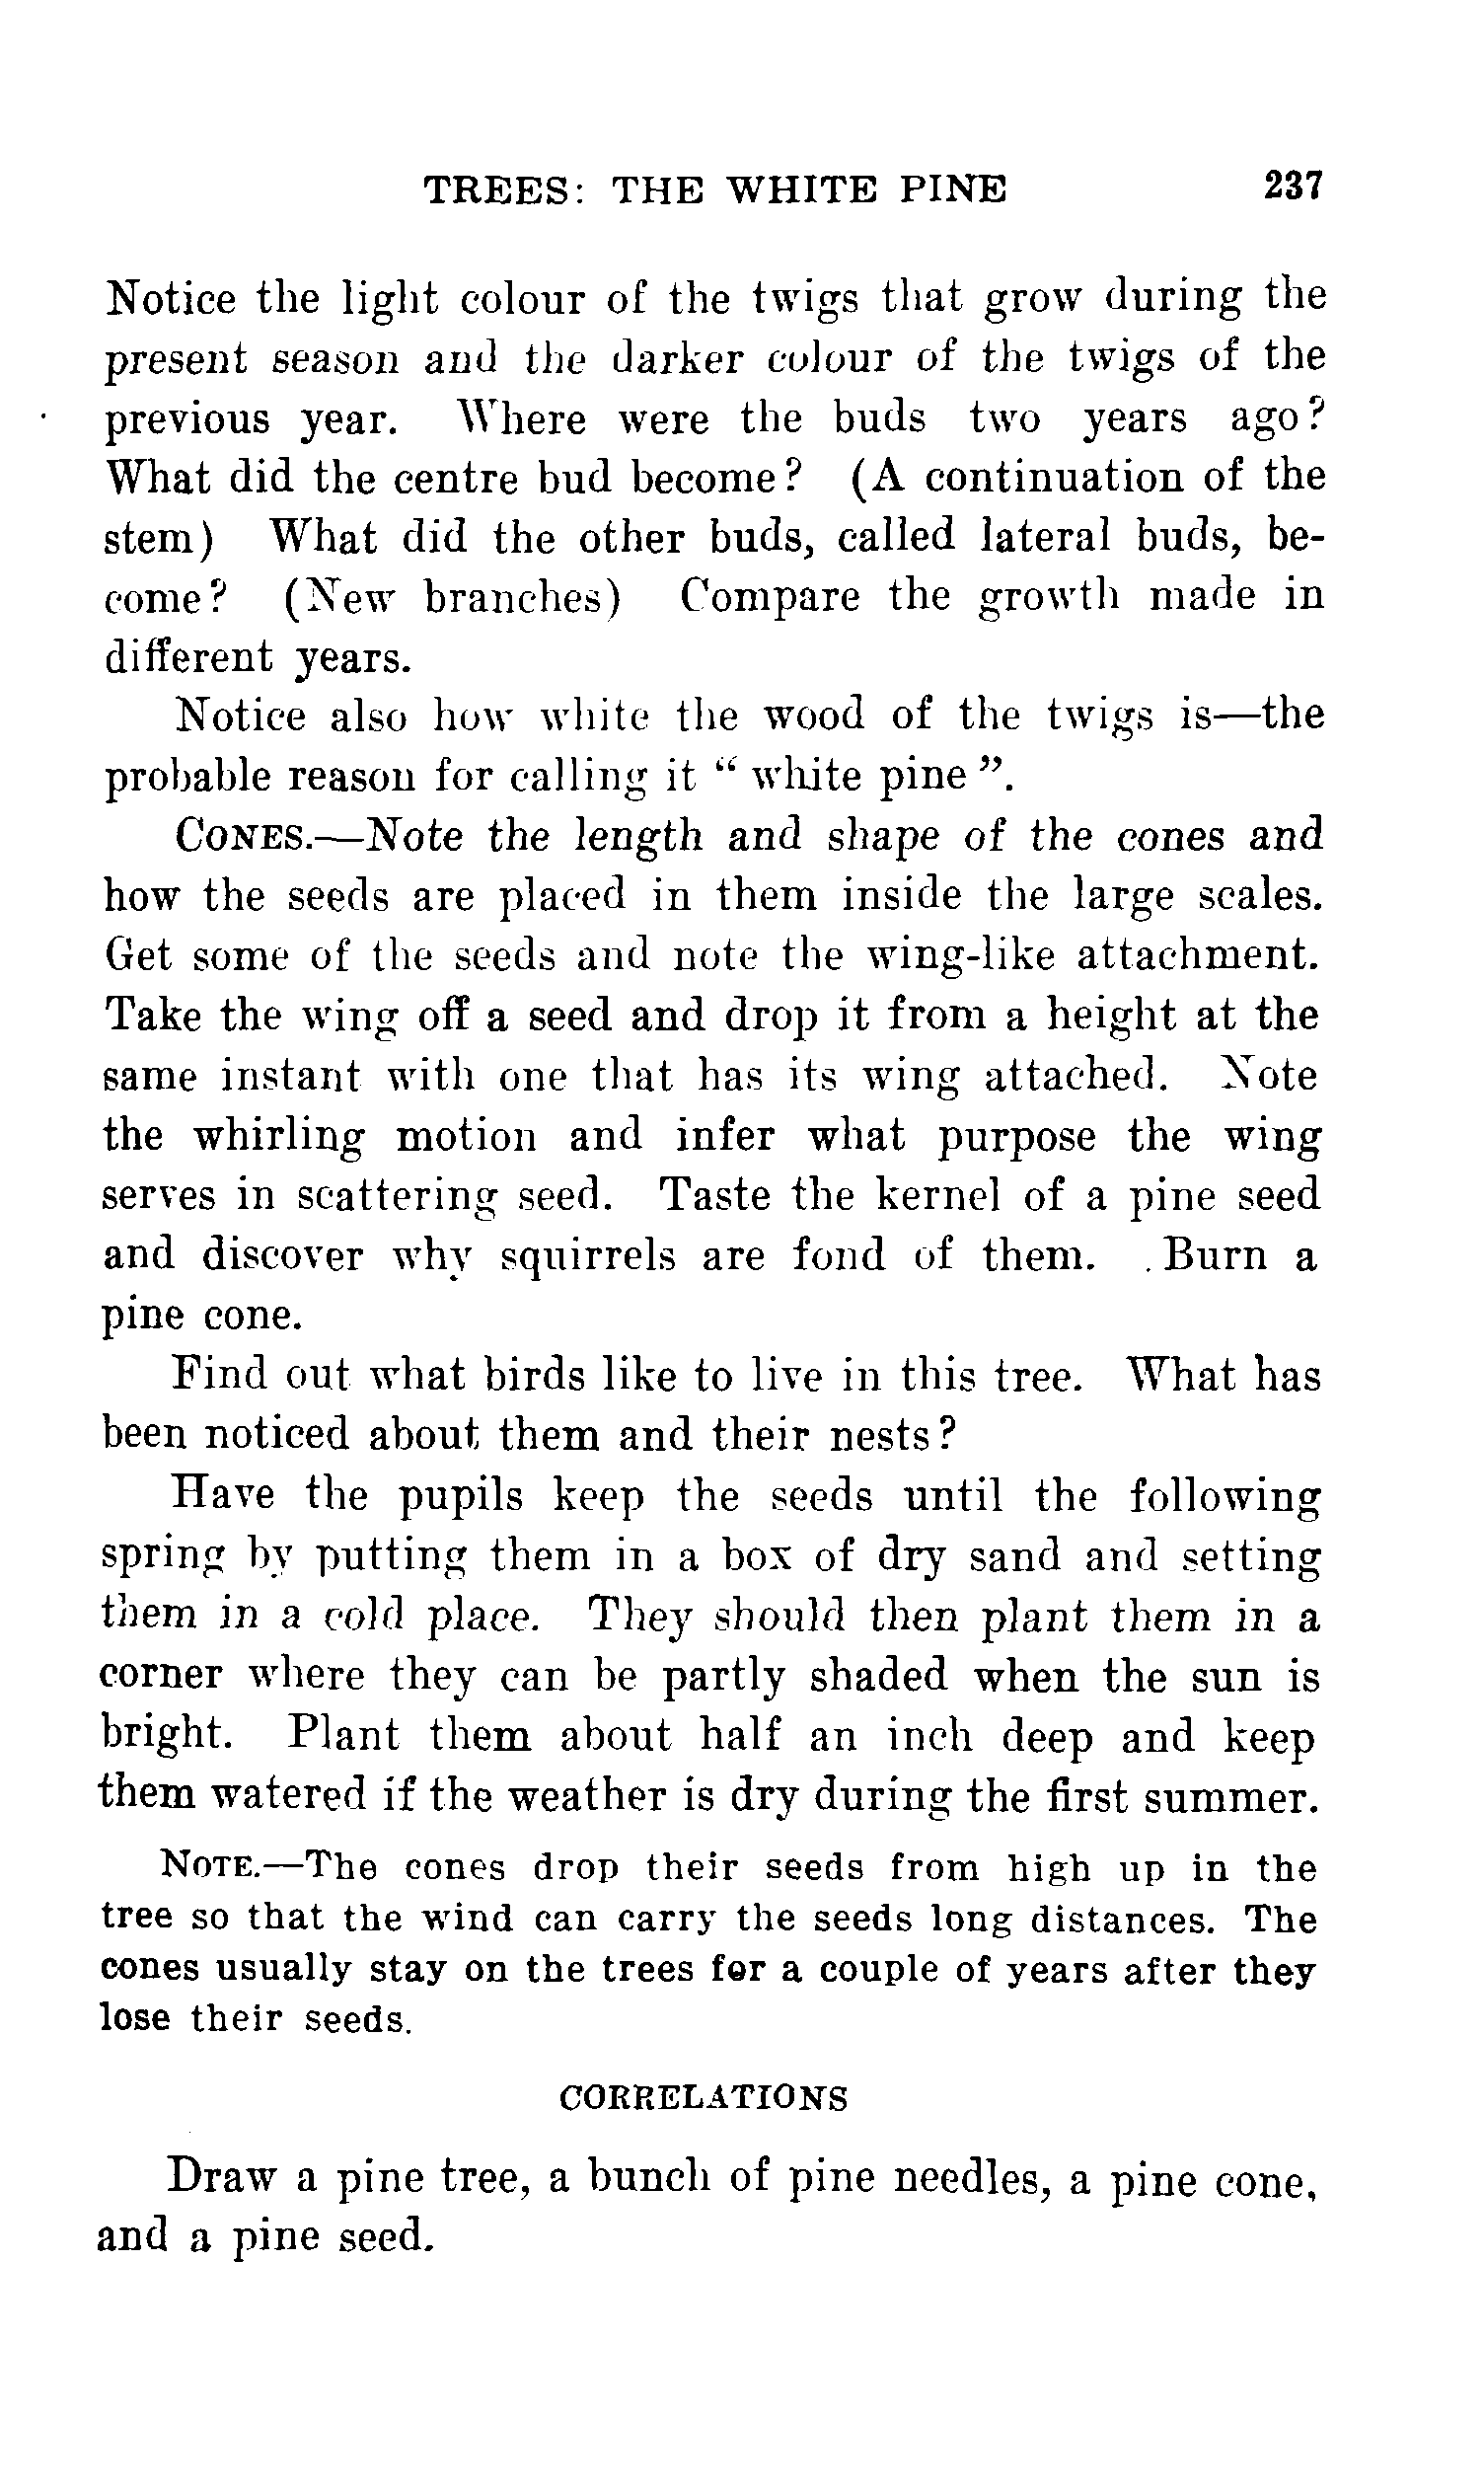 TREES: THE WHITE PINE 237
Notice the light colour of the twigs that grow during the
present season and the darker colour of the twigs of the
previous year. Where were the buds two years ago?
What did the centre bud become? (A continuation of the
stem) What did the other buds, called lateral buds, be-
come? (New branches) Compare the growth made in
different years.
Notice also how white the wood of the twigs is—the
probable reason for calling it “ white pine ”.
CONES.—Note the length and shape of the cones and
how the seeds are placed in them inside the large scales.
Get some of the seeds and note the wing-like attachment.
Take the wing off a seed and drop it from a height at the
same instant with one that has its wing attached. Note
the whirling motion and infer what purpose the wing
serves in scattering seed. Taste the kernel of a pine seed
and discover why squirrels are fond of them. . Burn a
pine cone.
Find out what birds like to live in this tree. What has
been noticed about them and their nests?
Have the pupils keep the seeds until the following
spring by putting them in a box of dry sand and setting
them in a cold place. They should then plant them in a
corner where they can be partly shaded when the sun is
bright. Plant them about half an inch deep and keep
them watered if the weather is dry during the first summer.
NOTE.—The cones drop their seeds from high up in the
tree so that the wind can carry the seeds long distances. The
cones usually stay on the trees for a couple of years after they
lose their seeds.
CORRELATIONS
Draw a pine tree, a bunch of pine needles, a pine cone,
and a pine seed.